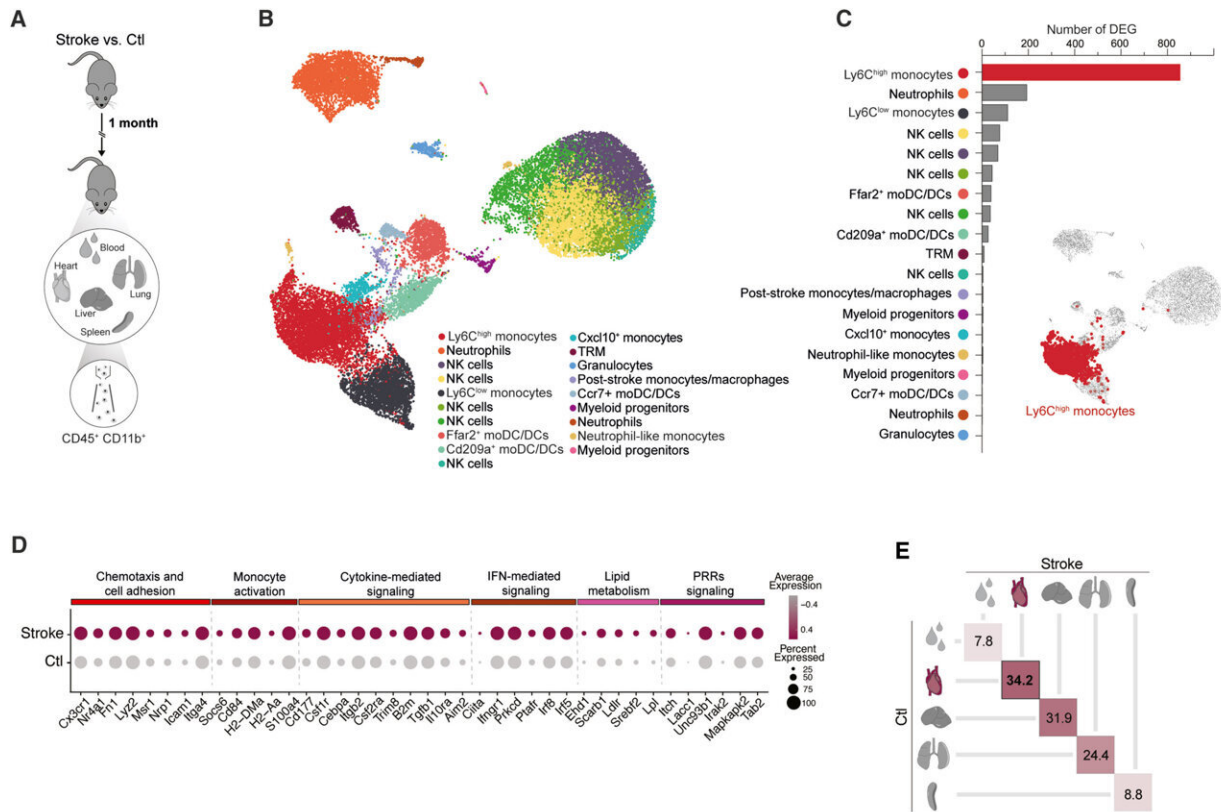 A
Stroke vs. Ctl
1 month
Blood
Heart
Lung
Liver
Spleen
CD45⁺ CD11b⁺
B
Ly6Cʰⁱᵍʰ monocytes
Neutrophils
NK cells
NK cells
Ly6Cˡᵒʷ monocytes
NK cells
NK cells
Ffar2⁺ moDC/DCs
Cd209a⁺ moDC/DCs
NK cells
Cxcl10⁺ monocytes
TRM
Granulocytes
Post-stroke monocytes/macrophages
Ccr7+ moDC/DCs
Myeloid progenitors
Neutrophils
Neutrophil-like monocytes
Myeloid progenitors
C
Number of DEG
0 200 400 600 800
Ly6Cʰⁱᵍʰ monocytes
Neutrophils
Ly6Cˡᵒʷ monocytes
NK cells
NK cells
NK cells
Ffar2⁺ moDC/DCs
NK cells
Cd209a⁺ moDC/DCs
TRM
NK cells
Post-stroke monocytes/macrophages
Myeloid progenitors
Cxcl10⁺ monocytes
Neutrophil-like monocytes
Myeloid progenitors
Ccr7+ moDC/DCs
Neutrophils
Granulocytes
Ly6Cʰⁱᵍʰ monocytes
D
Chemotaxis and
cell adhesion
Monocyte
activation
Cytokine-mediated
signaling
IFN-mediated
signaling
Lipid
metabolism
PRRs
signaling
Stroke
Ctl
Cx3cr1
Nr4a1
Fn1
Lyz2
Msr1
Nrp1
Icam1
Itga4
Socs6
Cd84
H2–DMa
H2–Aa
S100a4
Cd177
Csf1r
Cebpa
Itgb2
Csf2ra
Trim8
B2m
Tgfb1
Il10ra
Aim2
Ciita
Ifngr1
Prkcd
Ptafr
Irf8
Irf5
Ehd1
Scarb1
Ldlr
Srebf2
Lpl
Itch
Lacc1
Unc93b1
Irak2
Mapkapk2
Tab2
Average
Expression
−0.4
0.4
Percent
Expressed
25
50
75
100
E
Stroke
Ctl
7.8
34.2
31.9
24.4
8.8